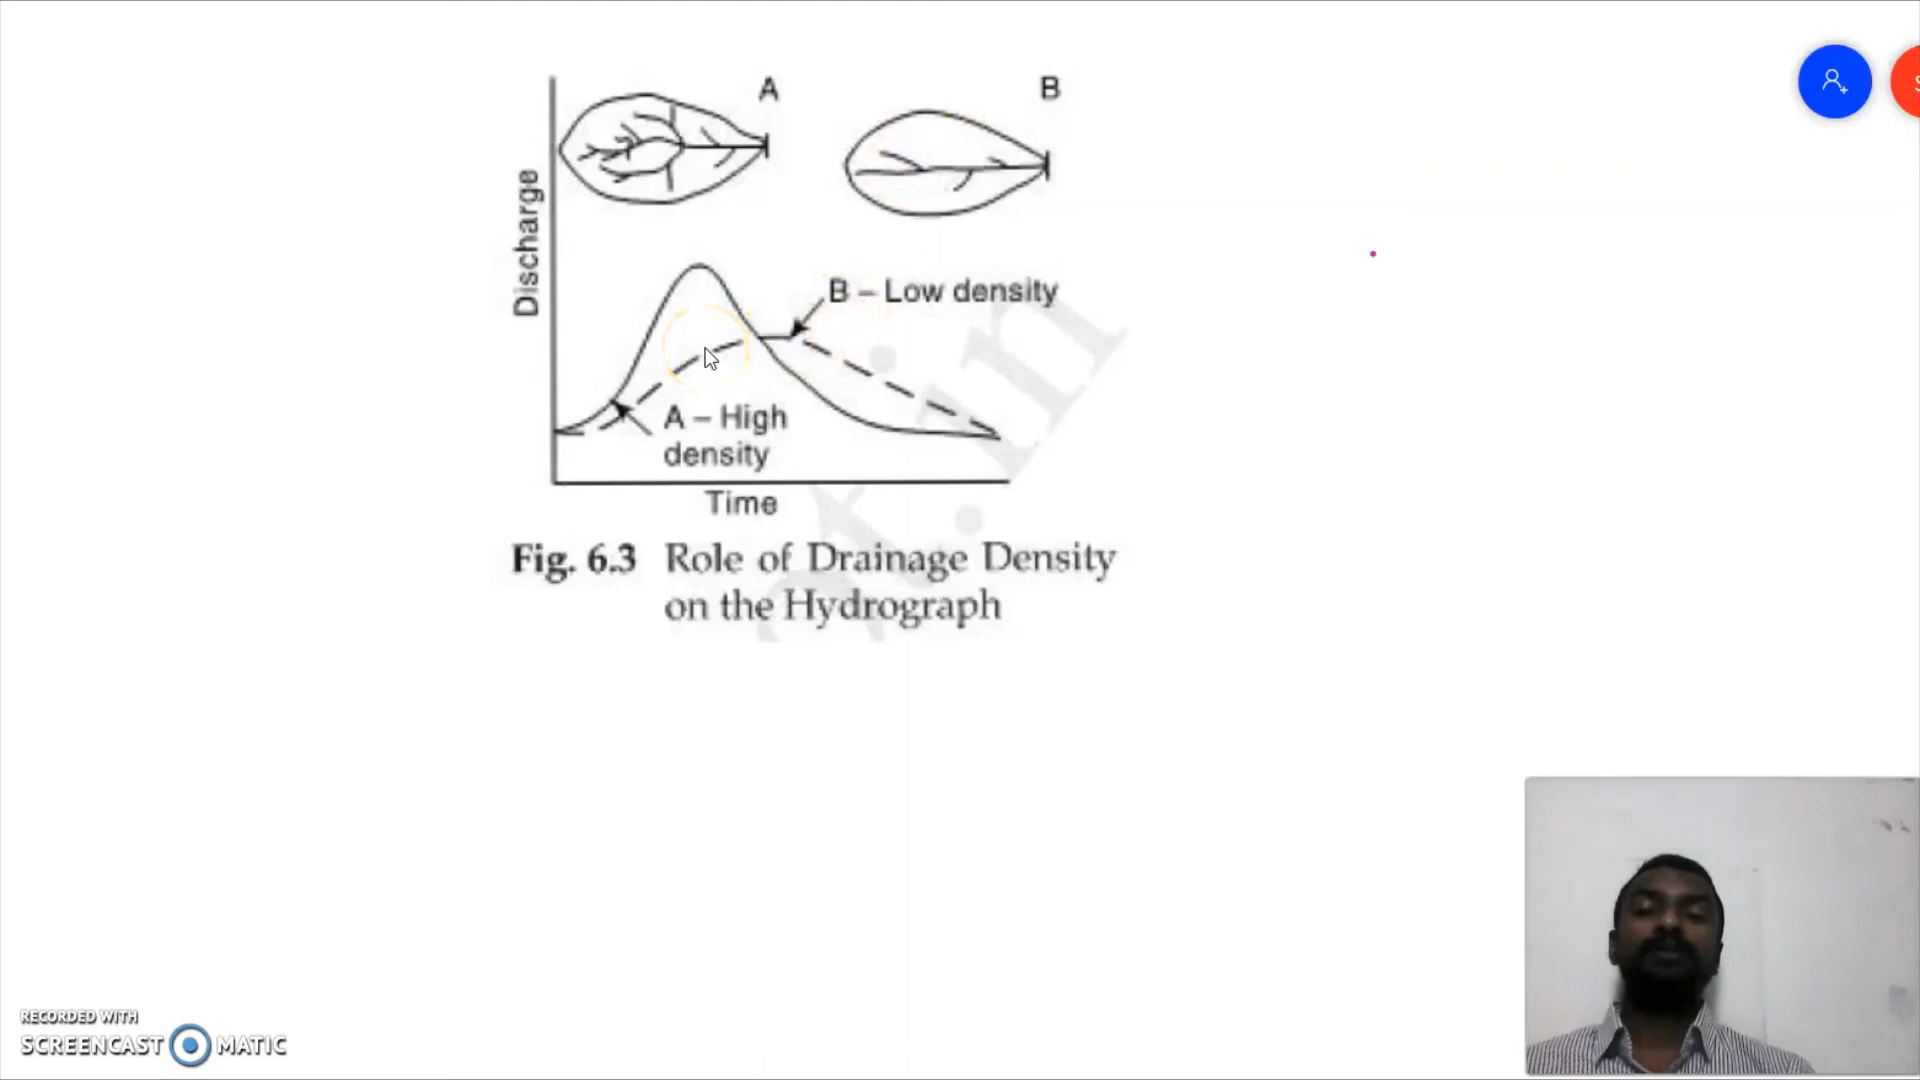 A
B
Discharge
B – Low density
A – High
density
Time
Fig. 6.3 Role of Drainage Density
on the Hydrograph
RECORDED WITH
SCREENCAST MATIC